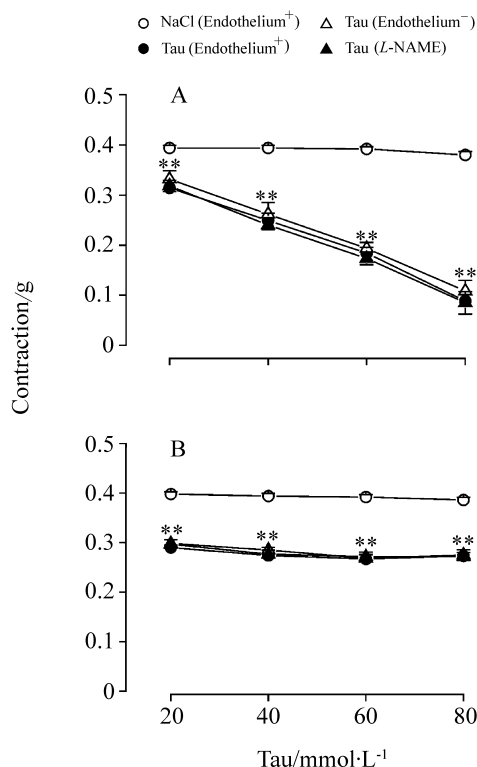 NaCl (Endothelium⁺) Tau (Endothelium⁻)
Tau (Endothelium⁺) Tau (L-NAME)
A
0.5
0.4
**
0.3
**
0.2
**
**
0.1
0
Contraction/g
B
0.5
0.4
0.3
** ** ** **
0.2
0.1
0
20 40 60 80
Tau/mmol·L⁻¹